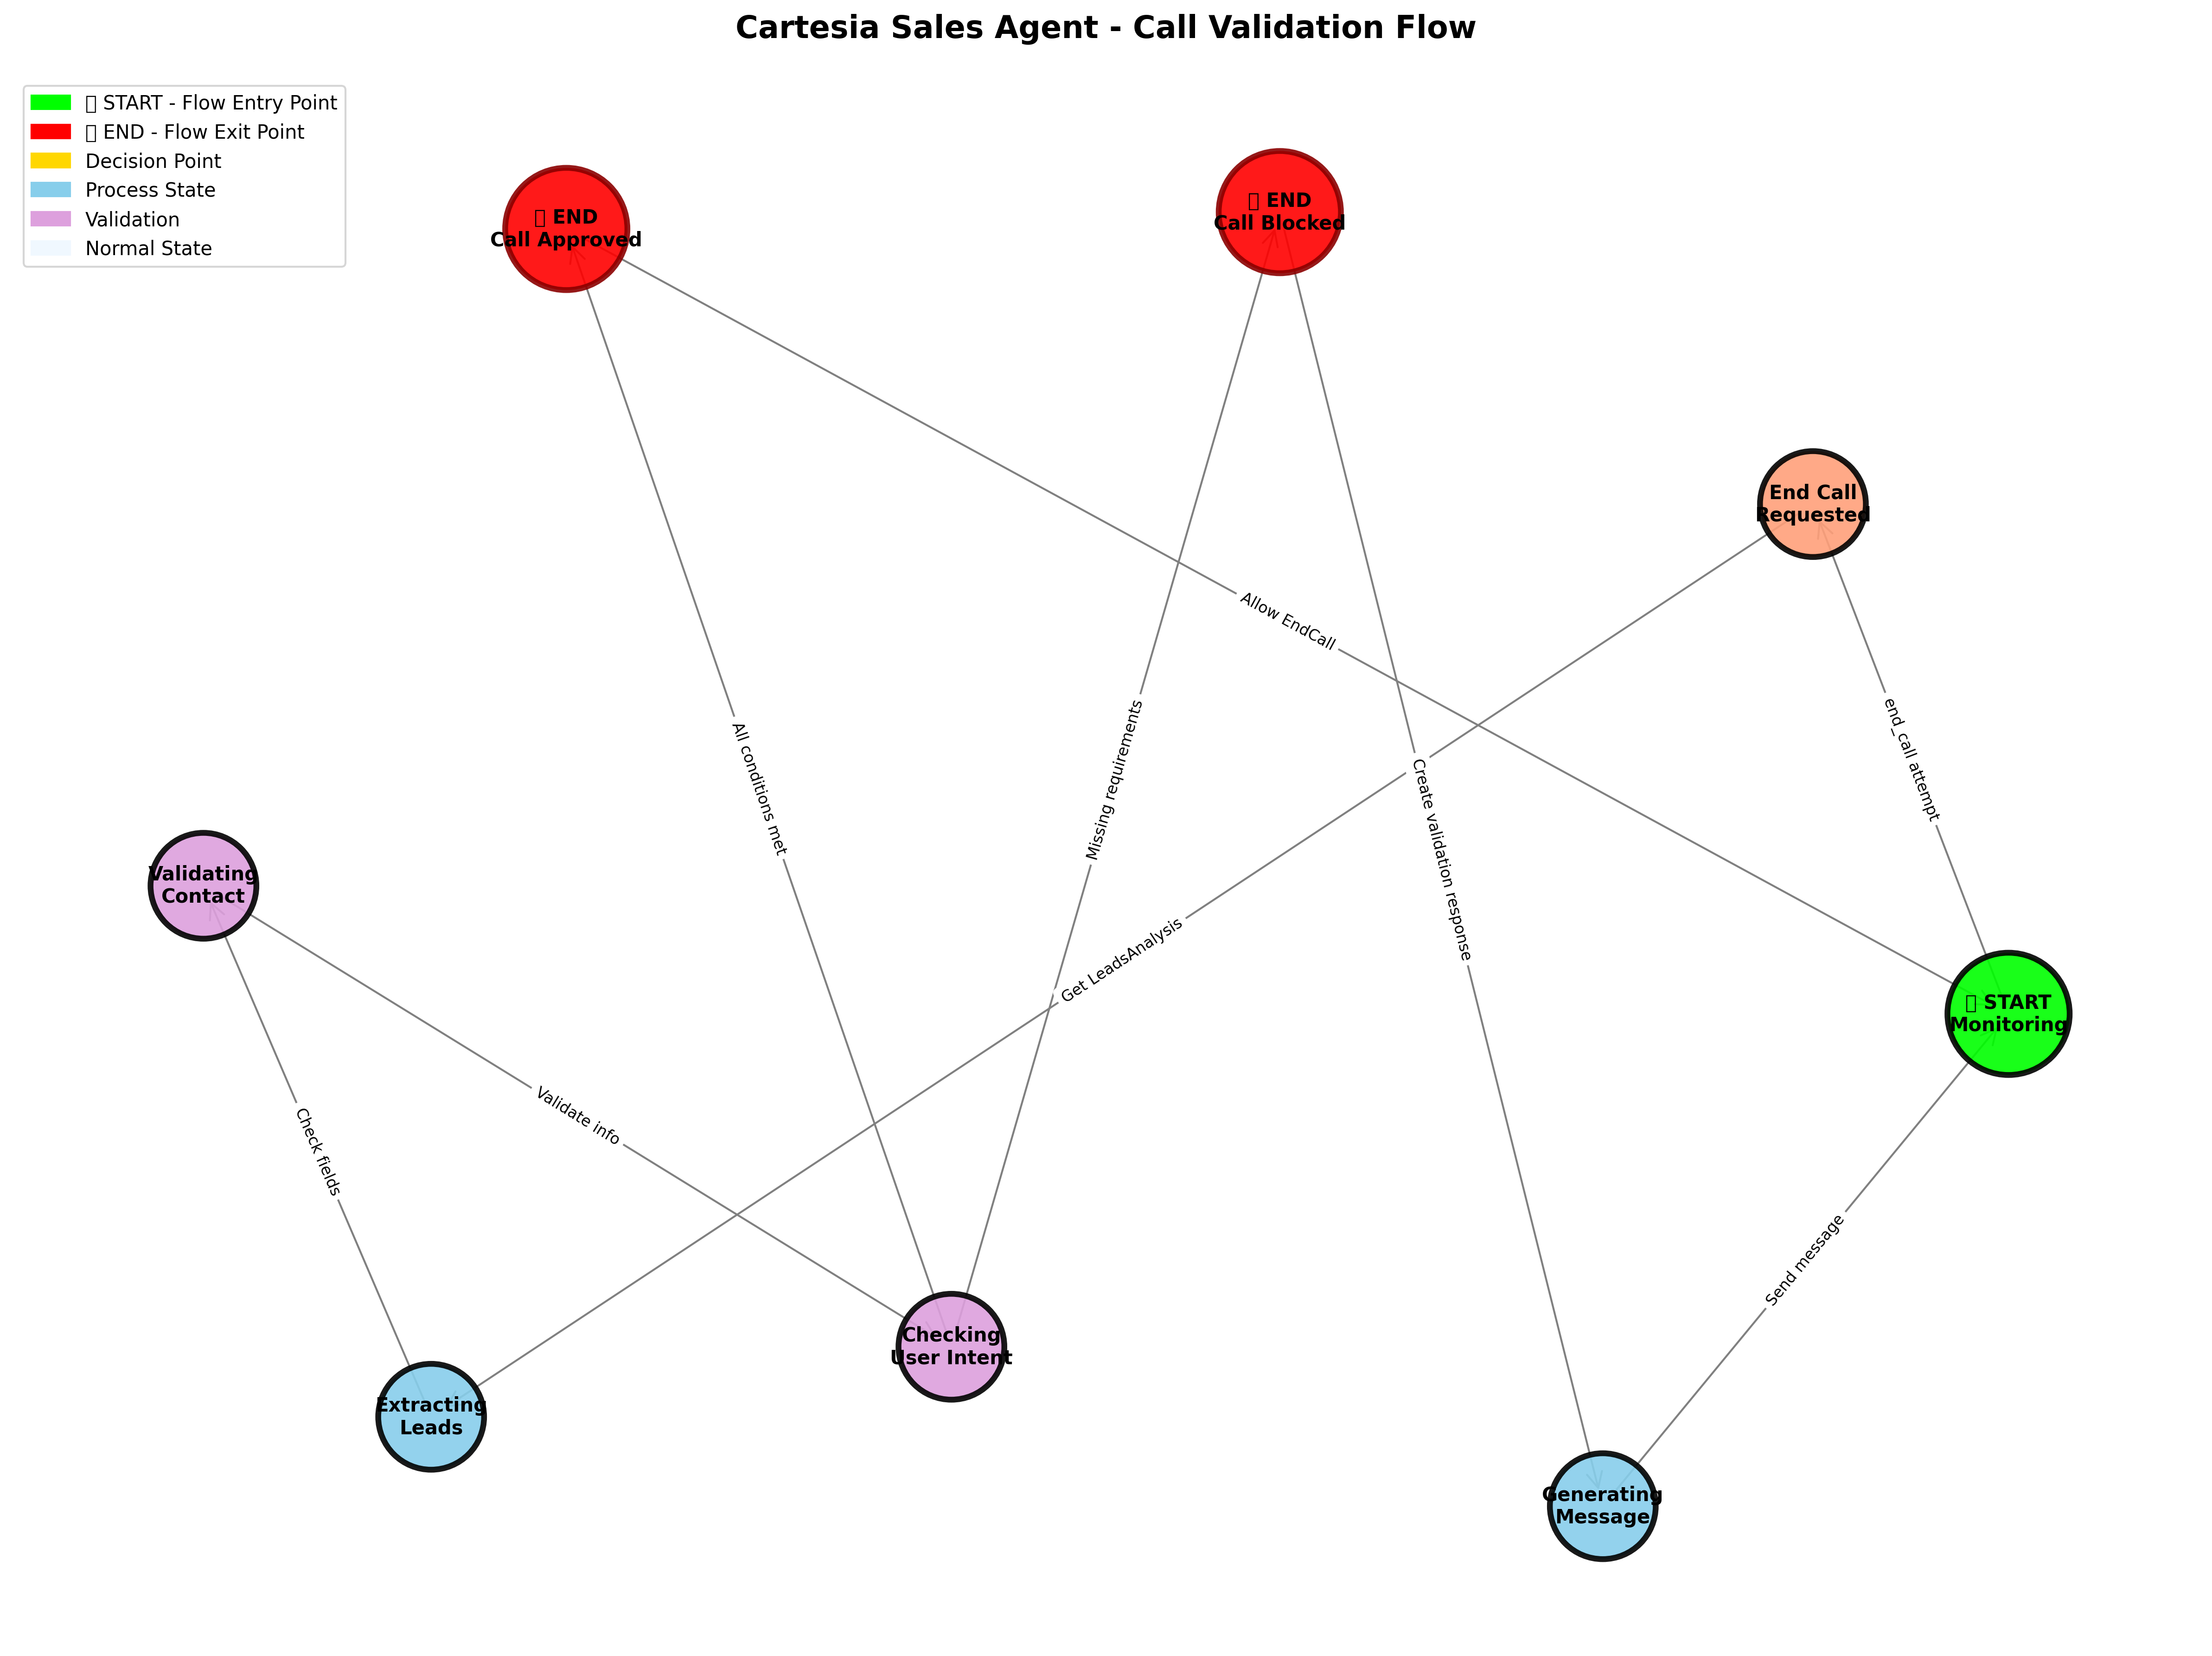 Cartesia Sales Agent - Call Validation Flow
START - Flow Entry Point
END - Flow Exit Point
Decision Point
Process State
Validation
Normal State
END
Call Approved
END
Call Blocked
End Call
Requested
Allow EndCall
end_call attempt
All conditions met
Missing requirements
Create validation response
Validating
Contact
Get LeadsAnalysis
START
Monitoring
Validate info
Check fields
Send message
Checking
User Intent
Extracting
Leads
Generating
Message